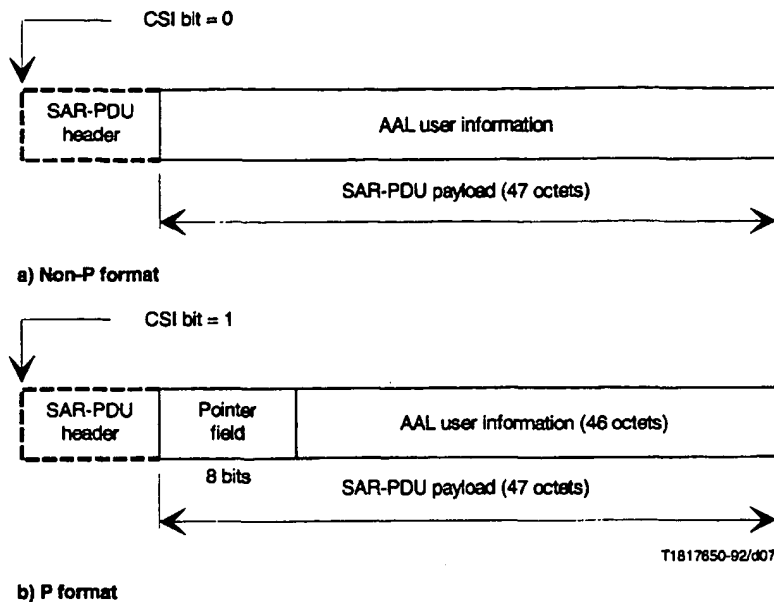 CSI bit = 0
SAR-PDU
header
AAL user information
SAR-PDU payload (47 octets)
a) Non-P format
CSI bit = 1
SAR-PDU
header
Pointer
field
AAL user information (46 octets)
8 bits
SAR-PDU payload (47 octets)
T1817650-92/d07
b) P format